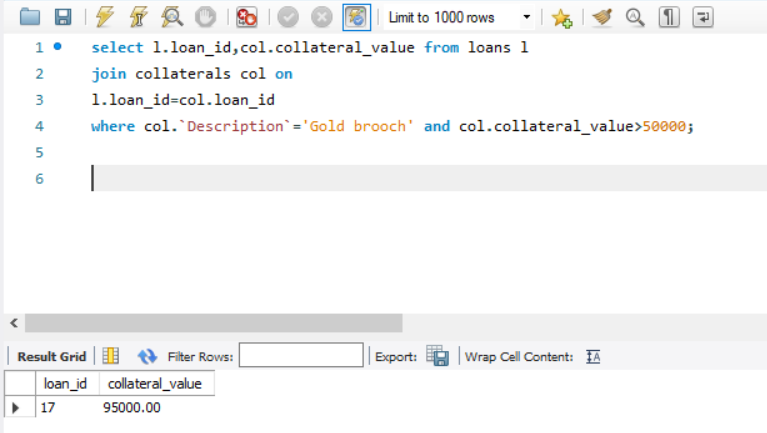 Limit to 1000 rows
1 select l.loan_id,col.collateral_value from loans l
2 join collaterals col on
3 l.loan_id=col.loan_id
4 where col.`Description`='Gold brooch' and col.collateral_value>50000;
5
6
Result Grid Filter Rows: Export: Wrap Cell Content:
loan_id collateral_value
17 95000.00